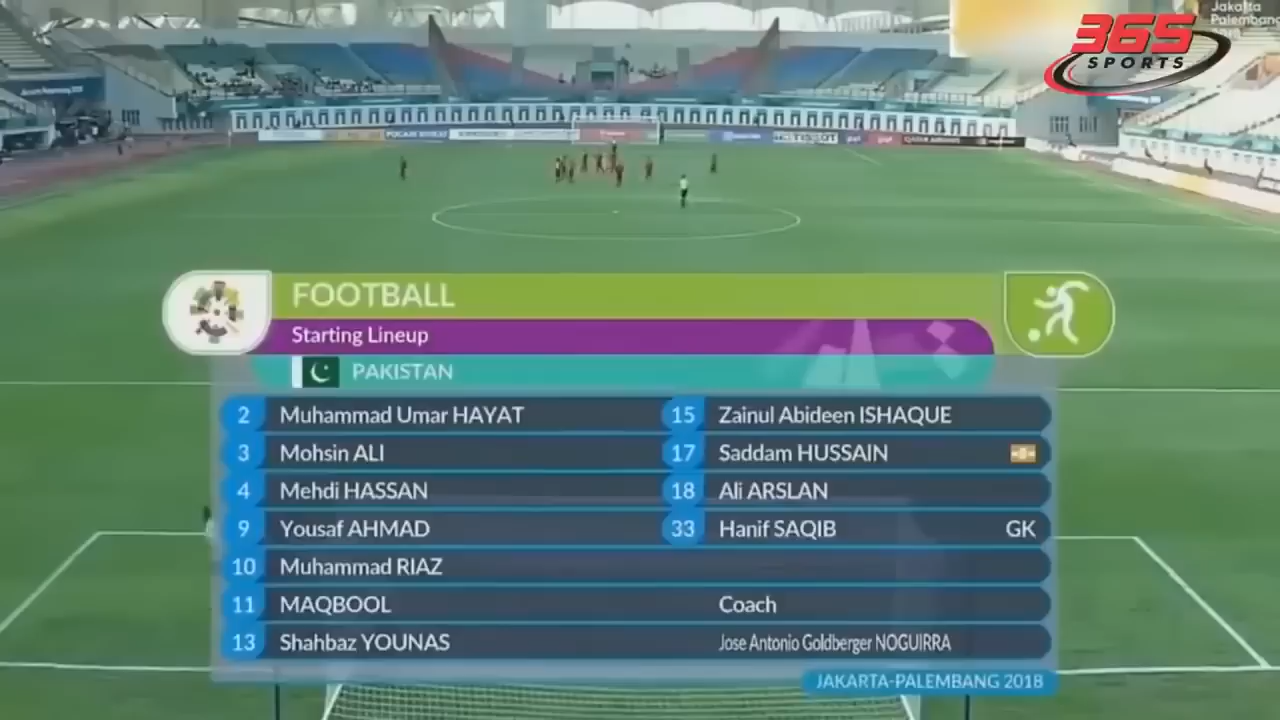 Jakarta
Palembang
365
SPORTS
TISSOT
FOOTBALL
Starting Lineup
PAKISTAN
2 Muhammad Umar HAYAT
3 Mohsin ALI
4 Mehdi HASSAN
9 Yousaf AHMAD
10 Muhammad RIAZ
11 MAQBOOL
13 Shahbaz YOUNAS
15 Zainul Abideen ISHAQUE
17 Saddam HUSSAIN
18 Ali ARSLAN
33 Hanif SAQIB GK
Coach
Jose Antonio Goldberger NOGUIRRA
JAKARTA-PALEMBANG 2018